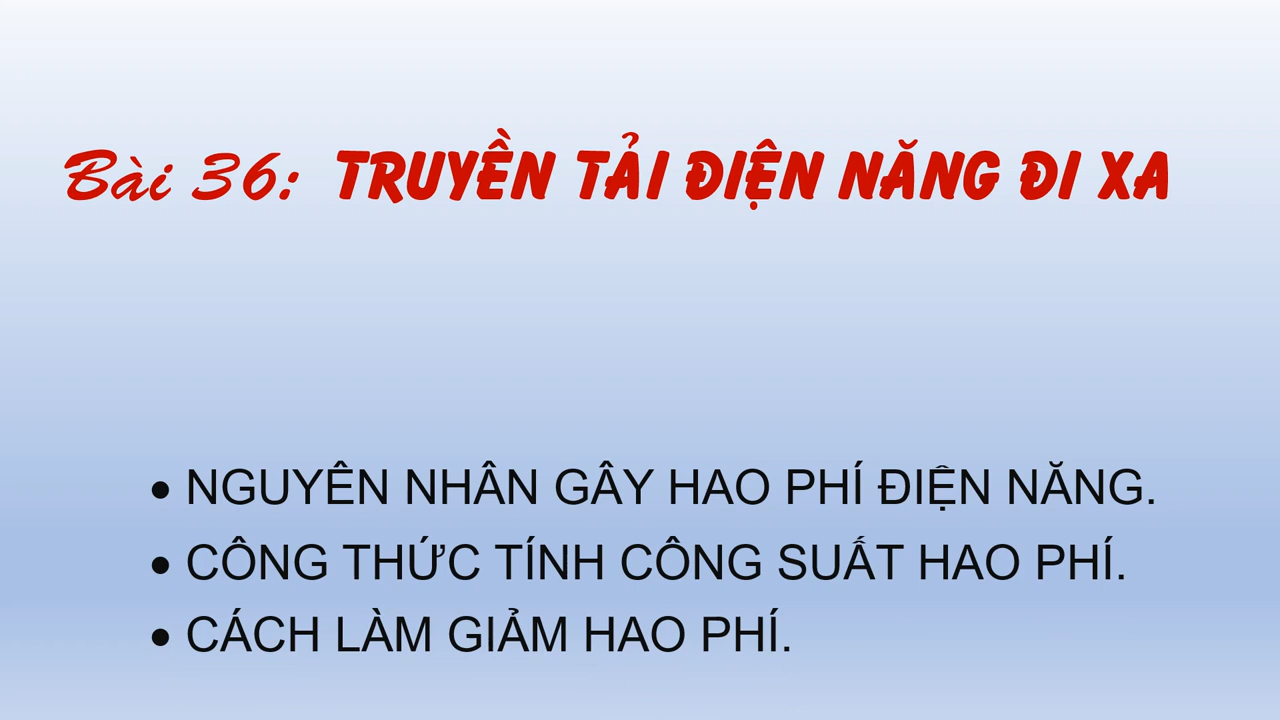 Bài 36: TRUYỀN TẢI ĐIỆN NĂNG ĐI XA
• NGUYÊN NHÂN GÂY HAO PHÍ ĐIỆN NĂNG.
• CÔNG THỨC TÍNH CÔNG SUẤT HAO PHÍ.
• CÁCH LÀM GIẢM HAO PHÍ.